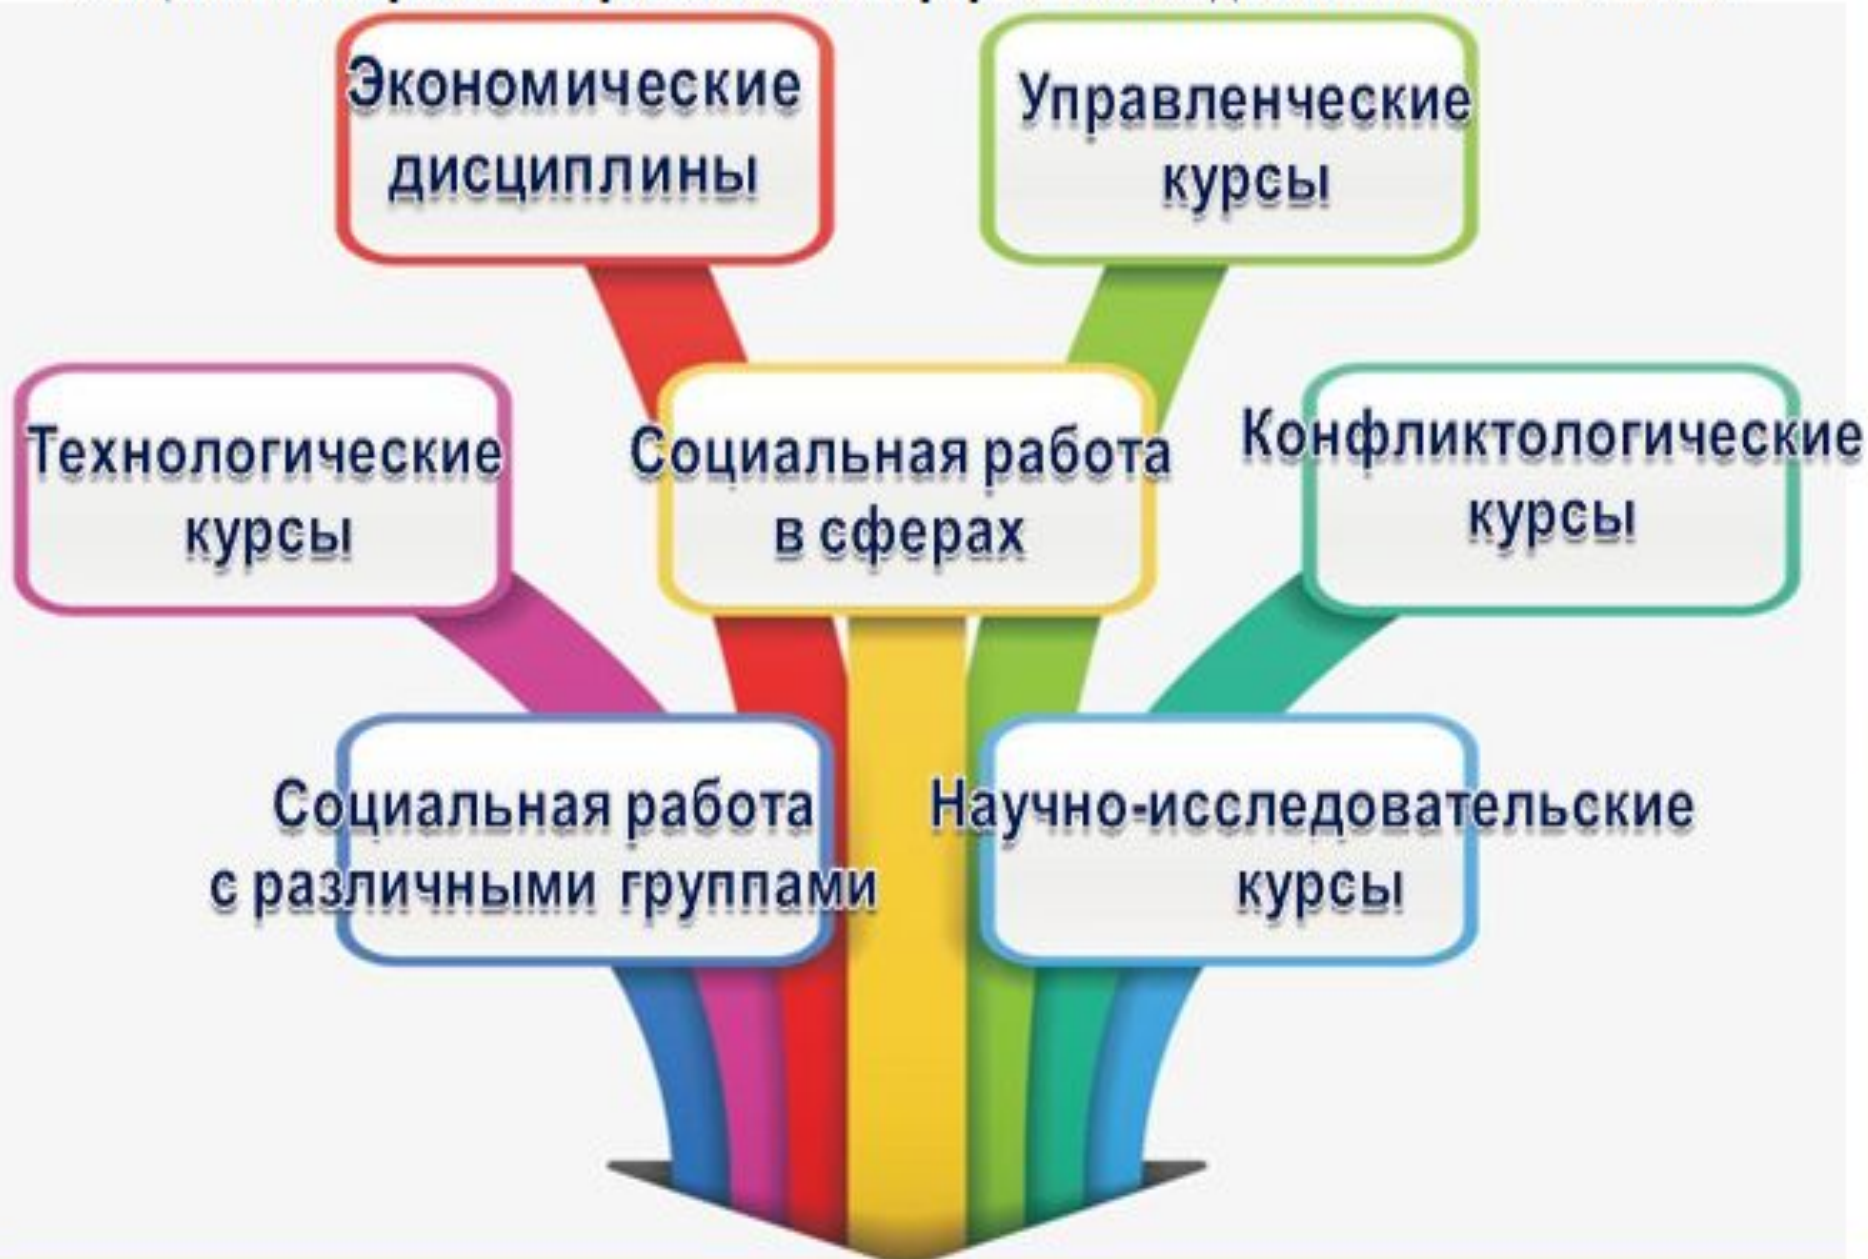 Экономические
дисциплины
Управленческие
курсы
Технологические
курсы
Социальная работа
в сферах
Конфликтологические
курсы
Социальная работа
с различными группами
Научно-исследовательские
курсы